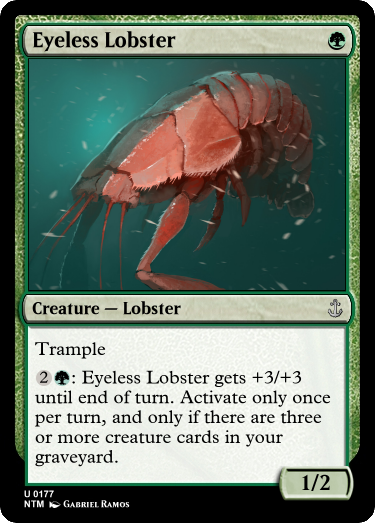 Eyeless Lobster
Creature — Lobster
Trample
2 : Eyeless Lobster gets +3/+3
until end of turn. Activate only once
per turn, and only if there are three
or more creature cards in your
graveyard.
1/2
U 0177
NTM Gabriel Ramos